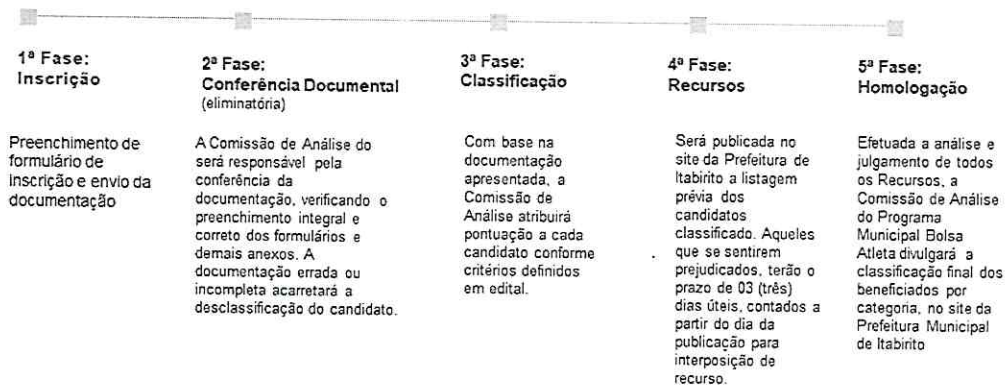 1ª Fase:
Inscrição
Preenchimento de
formulário de
inscrição e envio da
documentação
2ª Fase:
Conferência Documental
(eliminatória)
A Comissão de Análise do
será responsável pela
conferência da
documentação, verificando o
preenchimento integral e
correto dos formulários e
demais anexos. A
documentação errada ou
incompleta acarretará a
desclassificação do candidato.
3ª Fase:
Classificação
Com base na
documentação
apresentada, a
Comissão de
Análise atribuirá
pontuação a cada
candidato conforme
critérios definidos
em edital.
4ª Fase:
Recursos
Será publicada no
site da Prefeitura de
Itabirito a listagem
prévia dos
candidatos
classificado. Aqueles
que se sentirem
prejudicados, terão o
prazo de 03 (três)
dias úteis, contados a
partir do dia da
publicação para
interposição de
recurso.
5ª Fase:
Homologação
Efetuada a análise e
julgamento de todos
os Recursos, a
Comissão de Análise
do Programa
Municipal Bolsa
Atleta divulgará a
classificação final dos
beneficiados por
categoria, no site da
Prefeitura Municipal
de Itabirito